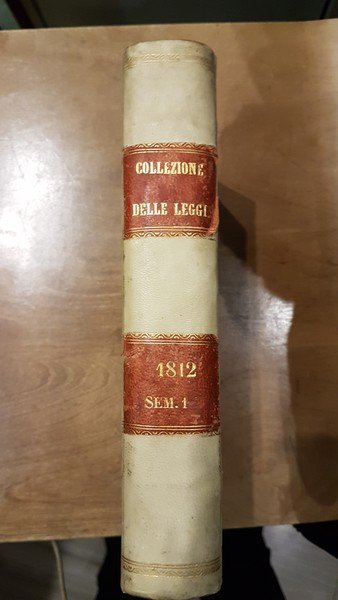 COLLEZIONE
DELLE LEGGI
1812
SEM. 1